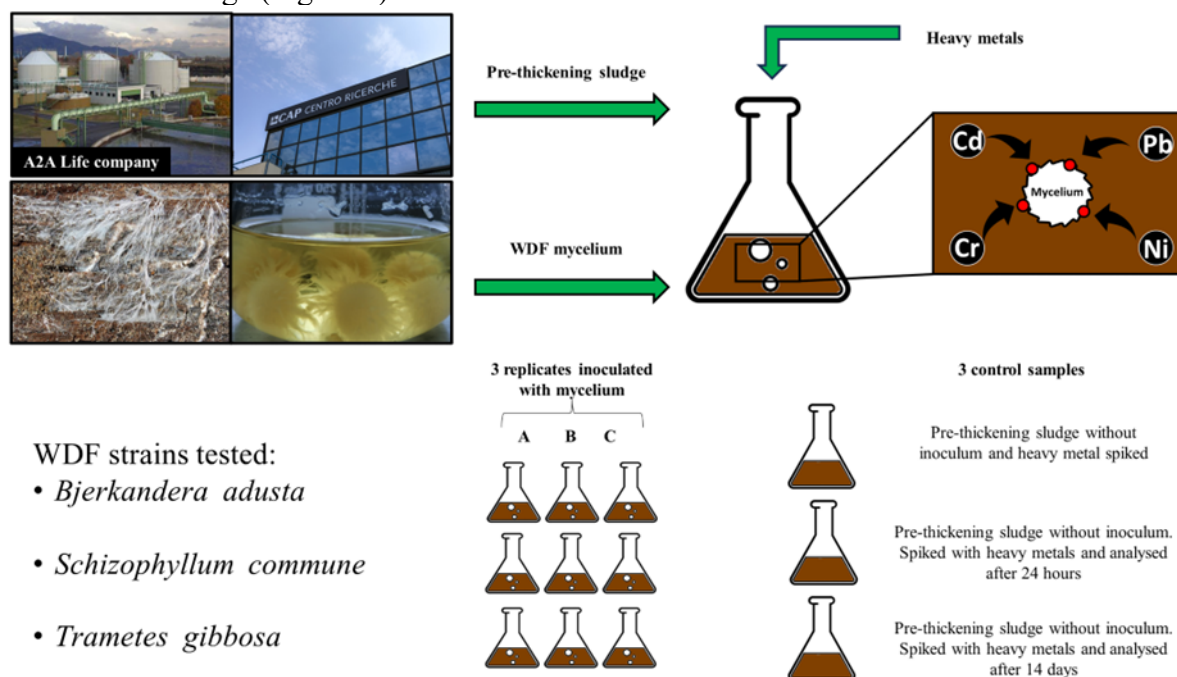 Pre-thickening sludge
Heavy metals
CAP CENTRO RICERCHE
A2A Life company
Cd
Pb
Mycelium
Cr
Ni
WDF mycelium
3 replicates inoculated
with mycelium
A B C
3 control samples
WDF strains tested:
• Bjerkandera adusta
• Schizophyllum commune
• Trametes gibbosa
Pre-thickening sludge without
inoculum and heavy metal spiked
Pre-thickening sludge without inoculum.
Spiked with heavy metals and analysed
after 24 hours
Pre-thickening sludge without inoculum.
Spiked with heavy metals and analysed
after 14 days